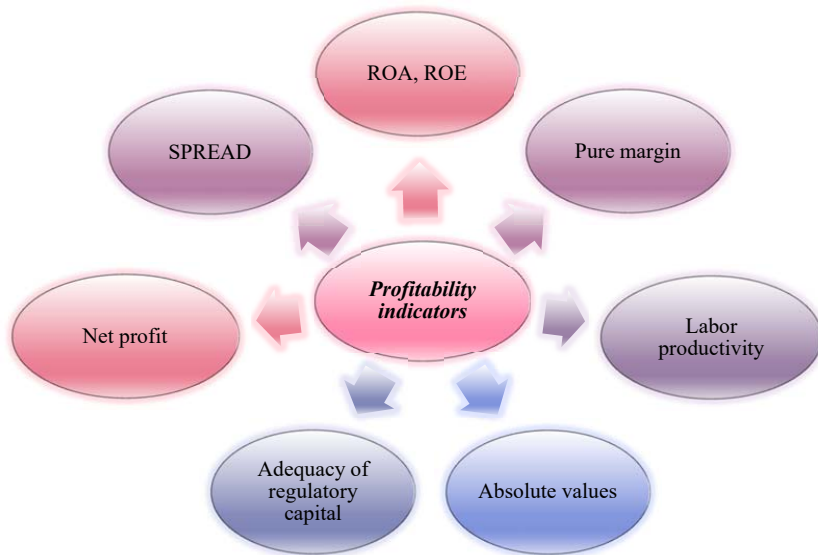 ROA, ROE
SPREAD
Pure margin
Profitability
indicators
Net profit
Labor
productivity
Adequacy of
regulatory
capital
Absolute values